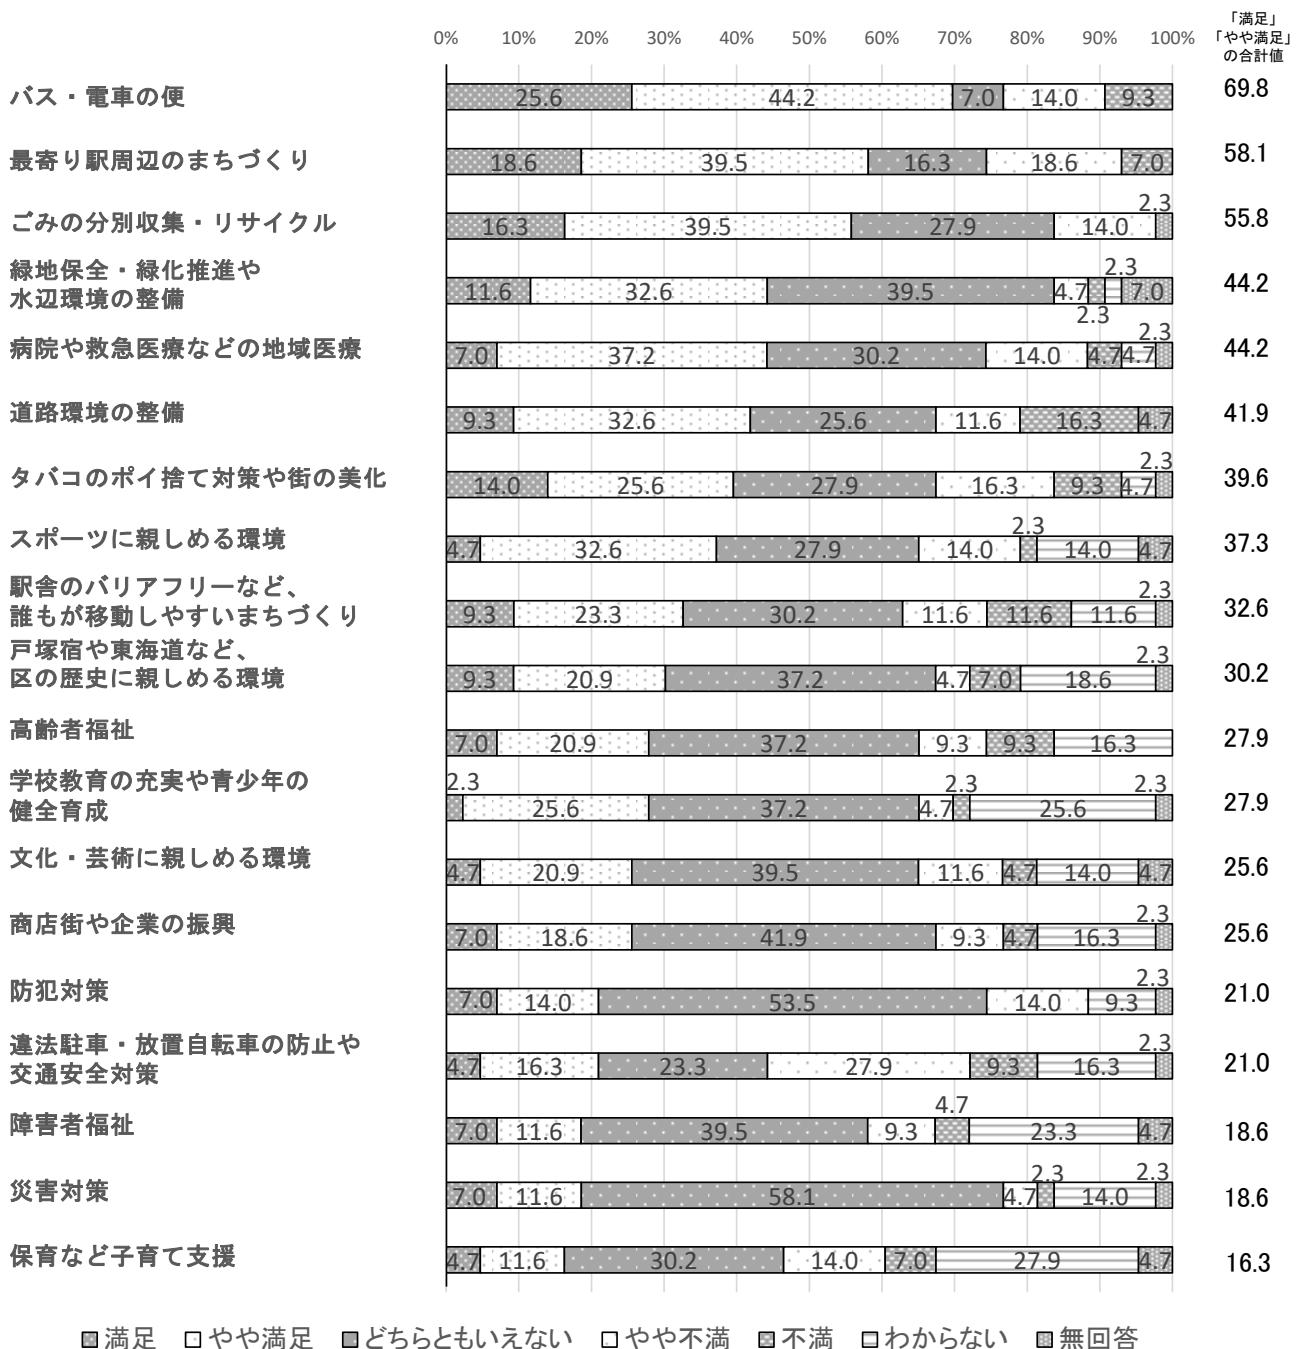 「満足」
「やや満足」
の合計値
0% 10% 20% 30% 40% 50% 60% 70% 80% 90% 100%
バス・電車の便 25.6 44.2 7.0 14.0 9.3 69.8
最寄り駅周辺のまちづくり 18.6 39.5 16.3 18.6 7.0 58.1
2.3
ごみの分別収集・リサイクル 16.3 39.5 27.9 14.0 55.8
緑地保全・緑化推進や 2.3
水辺環境の整備 11.6 32.6 39.5 4.7 7.0 44.2
2.3
2.3
病院や救急医療などの地域医療 7.0 37.2 30.2 14.0 4.7 4.7 44.2
道路環境の整備 9.3 32.6 25.6 11.6 16.3 4.7 41.9
2.3
タバコのポイ捨て対策や街の美化 14.0 25.6 27.9 16.3 9.3 4.7 39.6
2.3
スポーツに親しめる環境 4.7 32.6 27.9 14.0 14.0 4.7 37.3
駅舎のバリアフリーなど、 2.3
誰もが移動しやすいまちづくり 9.3 23.3 30.2 11.6 11.6 11.6 32.6
戸塚宿や東海道など、 2.3
区の歴史に親しめる環境 9.3 20.9 37.2 4.7 7.0 18.6 30.2
高齢者福祉 7.0 20.9 37.2 9.3 9.3 16.3 27.9
学校教育の充実や青少年の 2.3 2.3 2.3
健全育成 25.6 37.2 4.7 25.6 27.9
文化・芸術に親しめる環境 4.7 20.9 39.5 11.6 4.7 14.0 4.7 25.6
2.3
商店街や企業の振興 7.0 18.6 41.9 9.3 4.7 16.3 25.6
2.3
防犯対策 7.0 14.0 53.5 14.0 9.3 21.0
違法駐車・放置自転車の防止や 2.3
交通安全対策 4.7 16.3 23.3 27.9 9.3 16.3 21.0
4.7
障害者福祉 7.0 11.6 39.5 9.3 23.3 4.7 18.6
2.3 2.3
災害対策 7.0 11.6 58.1 4.7 14.0 18.6
保育など子育て支援 4.7 11.6 30.2 14.0 7.0 27.9 4.7 16.3
満足 やや満足 どちらともいえない やや不満 不満 わからない 無回答